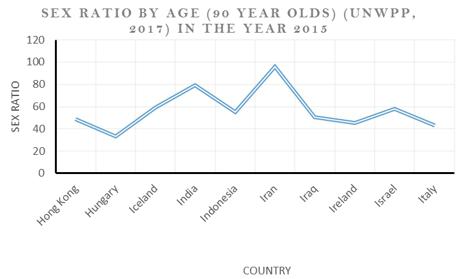 SEX RATIO BY AGE (90 YEAR OLDS) (UNWPP,
2017) IN THE YEAR 2015
120
100
80
60
40
20
0
SEX RATIO
Hong Kong
Hungary
Iceland
India
Indonesia
Iran
Iraq
Ireland
Israel
Italy
COUNTRY